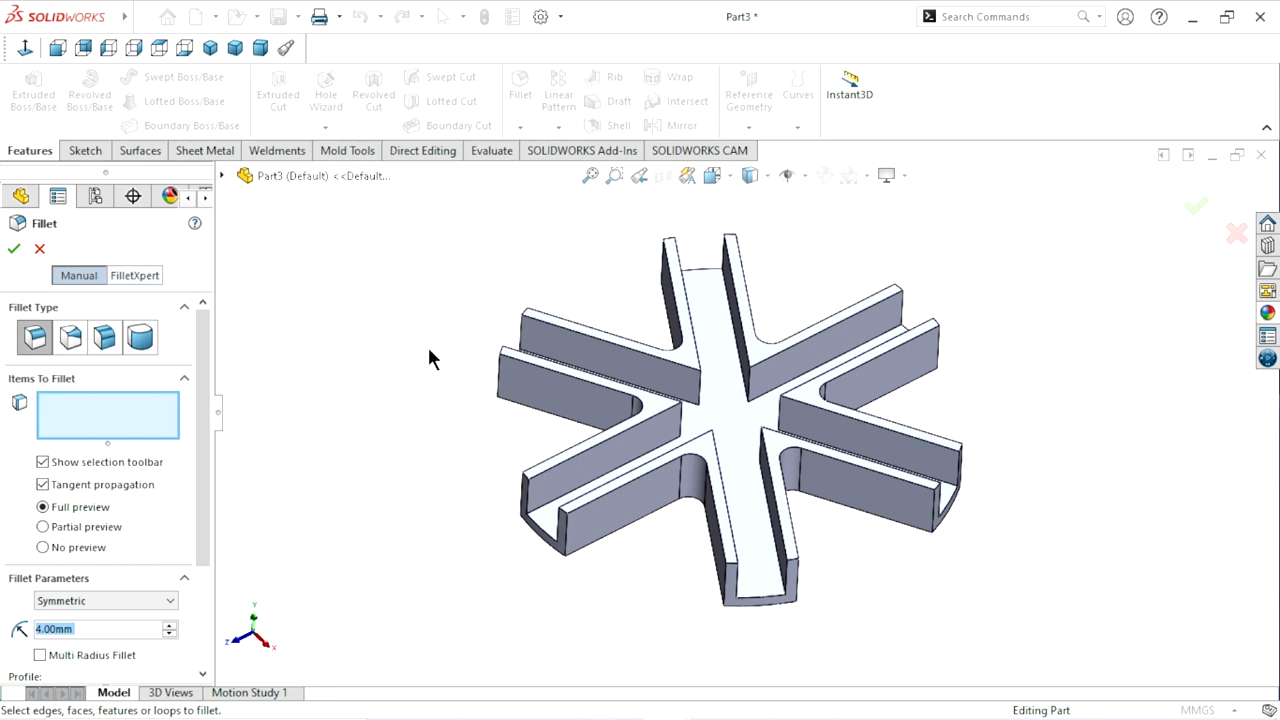 SOLIDWORKS
Part3 *
Search Commands
Extruded Boss/Base
Revolved Boss/Base
Swept Boss/Base
Lofted Boss/Base
Boundary Boss/Base
Extruded Cut
Hole Wizard
Revolved Cut
Swept Cut
Lofted Cut
Boundary Cut
Fillet
Linear Pattern
Rib
Draft
Shell
Wrap
Intersect
Mirror
Reference Geometry
Curves
Instant3D
Features Sketch Surfaces Sheet Metal Weldments Mold Tools Direct Editing Evaluate SOLIDWORKS Add-Ins SOLIDWORKS CAM
Part3 (Default) <<Default...
Fillet
Manual FilletXpert
Fillet Type
Items To Fillet
Show selection toolbar
Tangent propagation
Full preview
Partial preview
No preview
Fillet Parameters
Symmetric
4.00mm
Multi Radius Fillet
Profile:
Y
Z
X
Model 3D Views Motion Study 1
Select edges, faces, features or loops to fillet.
Editing Part
MMGS